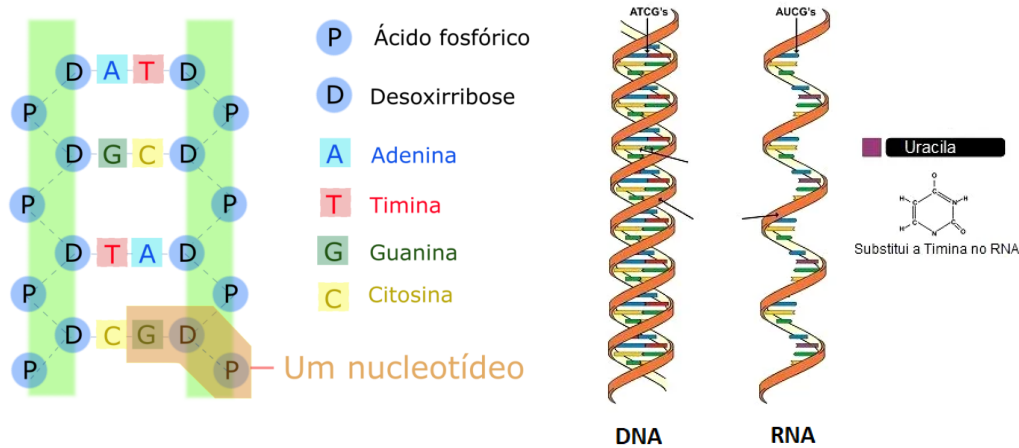 D A T D
P P
D G C D
P P
D T A D
P P
D C G D
P P
P Ácido fosfórico
D Desoxirribose
A Adenina
T Timina
G Guanina
C Citosina
Um nucleotídeo
ATCG's
DNA
AUCG's
RNA
Uracila
O
H C C N H
C C
H N O
Substitui a Timina no RNA